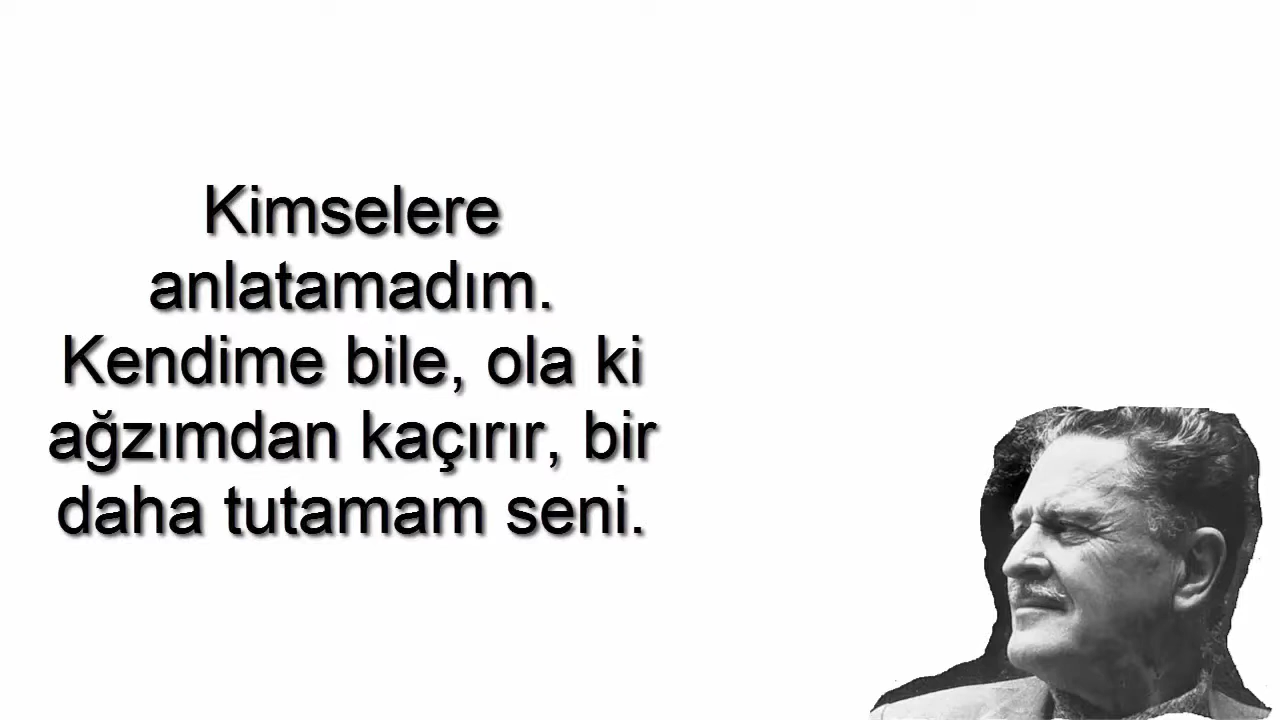 Kimselere
anlatamadım.
Kendime bile, ola ki
ağzımdan kaçırır, bir
daha tutamam seni.